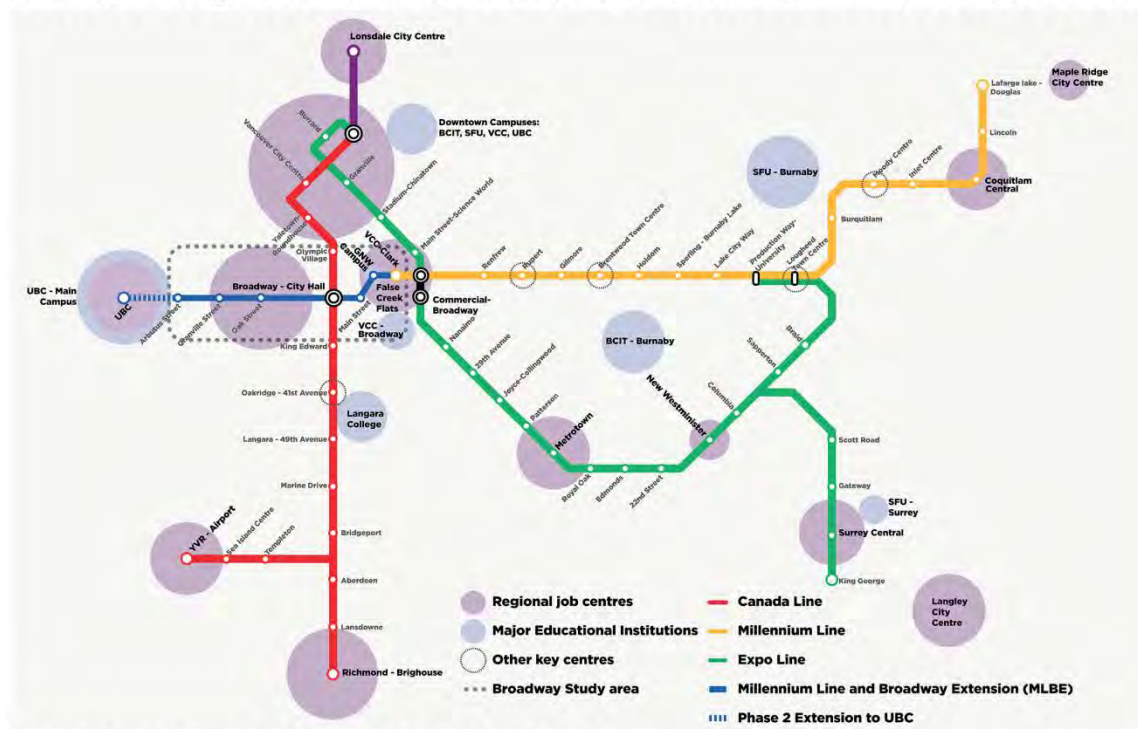 Lonsdale City Centre
Burrard
Vancouver City Centre
Granville
Stadium-Chinatown
Main Street-Science World
Yaletown-
Roundhouse
Olympic
Village
Downtown Campuses:
BCIT, SFU, VCC, UBC
SFU - Burnaby
Lafarge lake -
Douglas
Maple Ridge
City Centre
Lincoln
Moody Centre
Inlet Centre
Coquitlam
Central
Burquitlam
VCC-Clark
GNW
Campus
Renfrew
Rupert
Gilmore
Brentwood Town Centre
Holdom
Sperling - Burnaby Lake
Lake City Way
Production Way-
University
Lougheed
Town Centre
UBC - Main
Campus
UBC
Arbutus Street
Granville Street
Oak Street
Broadway - City Hall
Main Street
False
Creek
Flats
Commercial-
Broadway
VCC -
Broadway
King Edward
Oakridge - 41st Avenue
Langara
College
Langara - 49th Avenue
Marine Drive
Bridgeport
YVR - Airport
Sea Island Centre
Templeton
Aberdeen
Lansdowne
Richmond - Brighouse
Nanaimo
29th Avenue
Joyce-Collingwood
Patterson
Metrotown
Royal Oak
Edmonds
22nd Street
New Westminister
Columbia
Sapperton
Braid
BCIT - Burnaby
Scott Road
Gateway
SFU -
Surrey
Surrey Central
King George
Langley
City
Centre
Regional job centres
Major Educational Institutions
Other key centres
Broadway Study area
Canada Line
Millennium Line
Expo Line
Millennium Line and Broadway Extension (MLBE)
Phase 2 Extension to UBC